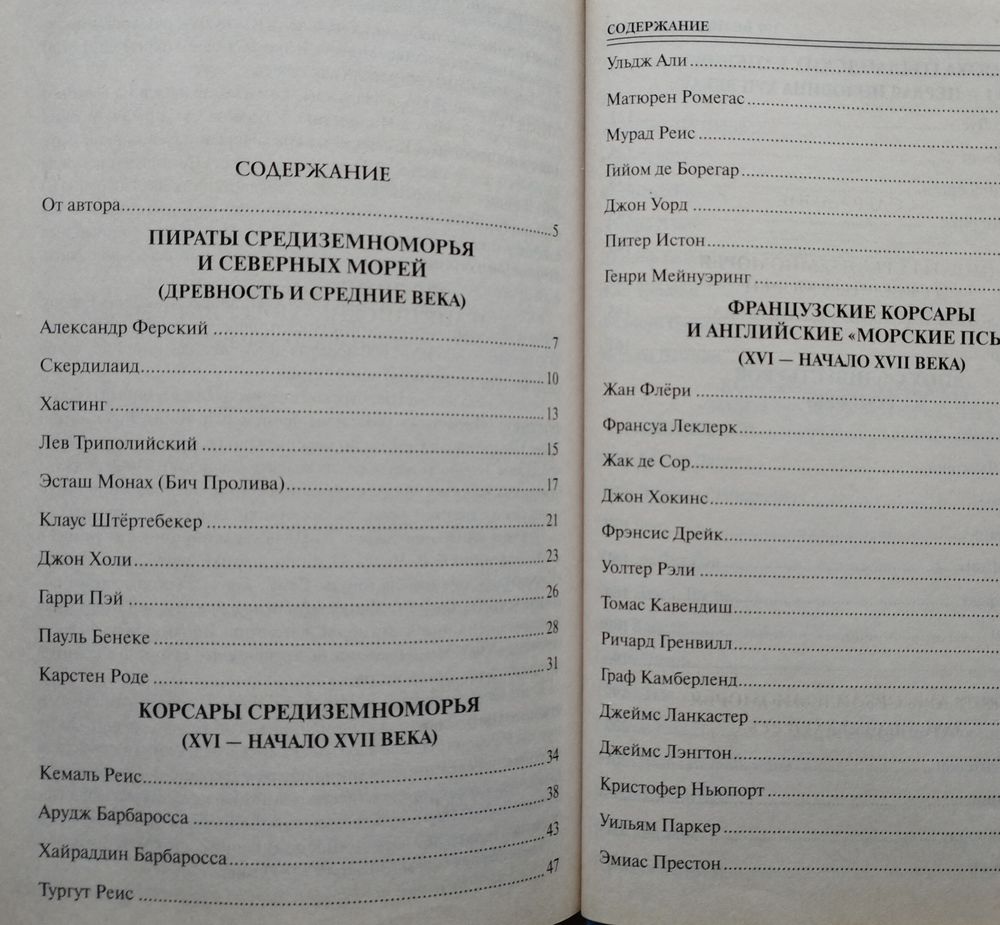 СОДЕРЖАНИЕ
От автора 5
ПИРАТЫ СРЕДИЗЕМНОМОРЬЯ
И СЕВЕРНЫХ МОРЕЙ
(ДРЕВНОСТЬ И СРЕДНИЕ ВЕКА)
Александр Ферский 7
Скердилаид 10
Хастинг 13
Лев Триполийский 15
Эсташ Монах (Бич Пролива) 17
Клаус Штёртебекер 21
Джон Холи 23
Гарри Пэй 26
Пауль Бенеке 28
Карстен Роде 31
КОРСАРЫ СРЕДИЗЕМНОМОРЬЯ
(XVI — НАЧАЛО XVII ВЕКА)
Кемаль Реис 34
Арудж Барбаросса 38
Хайраддин Барбаросса 43
Тургут Реис 47
СОДЕРЖАНИЕ
Ульдж Али
Матюрен Ромегас
Мурад Реис
Гийом де Борегар
Джон Уорд
Питер Истон
Генри Мейнуэринг
ФРАНЦУЗСКИЕ КОРСАРЫ
И АНГЛИЙСКИЕ «МОРСКИЕ ПСЫ
(XVI — НАЧАЛО XVII ВЕКА)
Жан Флёри
Франсуа Леклерк
Жак де Сор
Джон Хокинс
Фрэнсис Дрейк
Уолтер Рэли
Томас Кавендиш
Ричард Гренвилл
Граф Камберленд
Джеймс Ланкастер
Джеймс Лэнгтон
Кристофер Ньюпорт
Уильям Паркер
Эмиас Престон